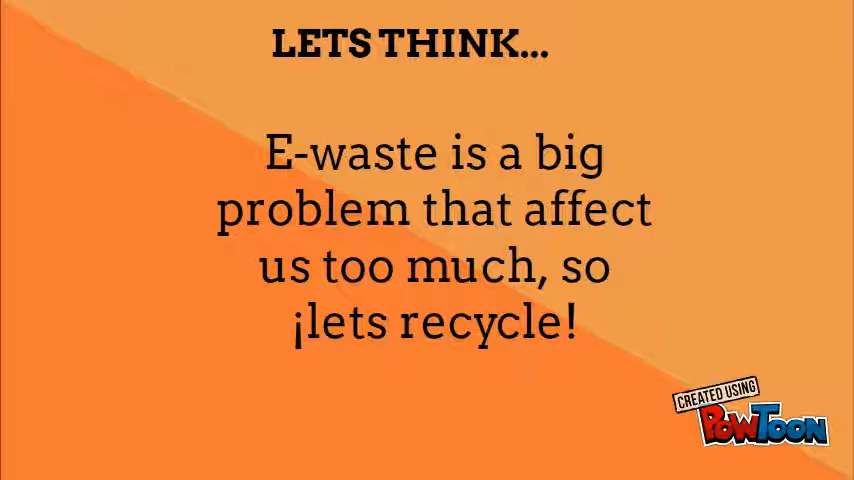 LETS THINK...
E-waste is a big
problem that affect
us too much, so
¡lets recycle!
CREATED USING
POWTOON